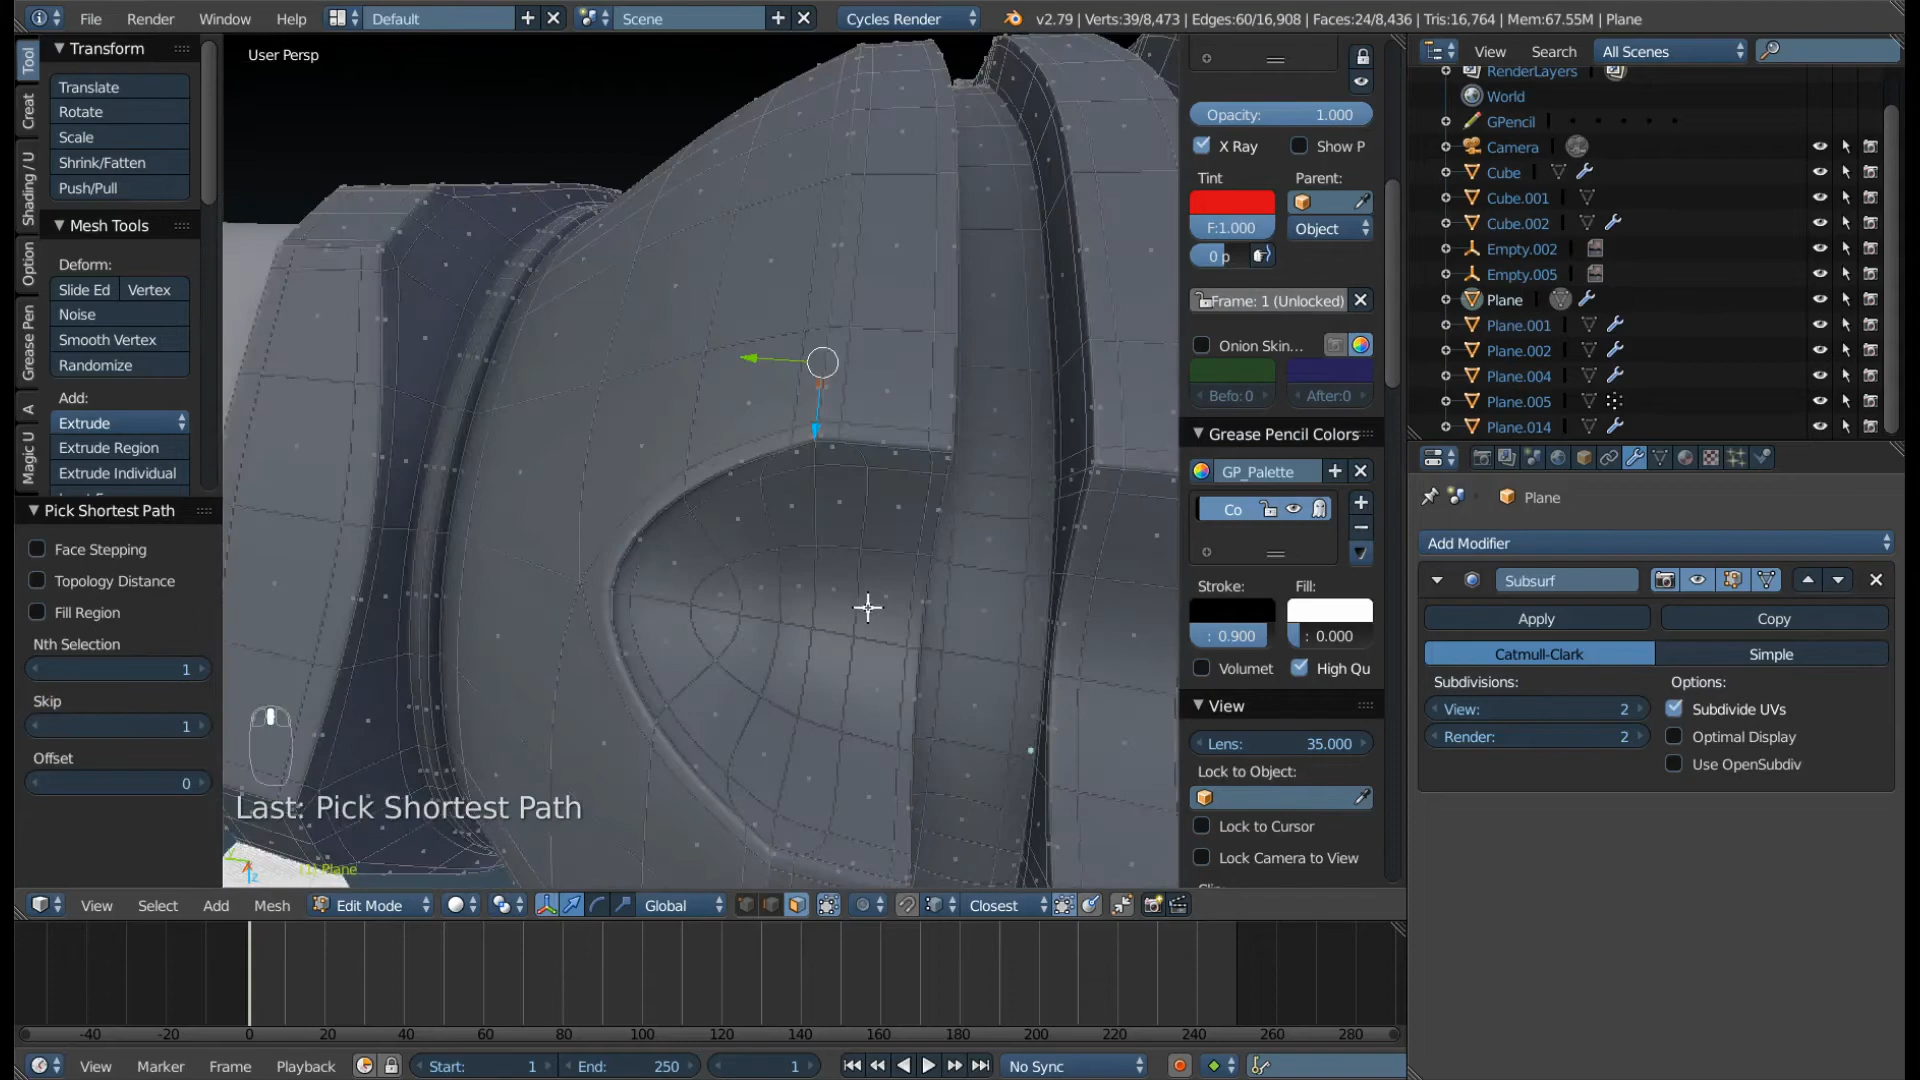 File Render Window Help Default Scene Cycles Render v2.79 | Verts:39/8,473 | Edges:60/16,908 | Faces:24/8,436 | Tris:16,764 | Mem:67.55M | Plane
Tool
Creat
Shading / U
Option
Grease Pen
A
Magic U
Transform
Translate
Rotate
Scale
Shrink/Fatten
Push/Pull
Mesh Tools
Deform:
Slide Ed Vertex
Noise
Smooth Vertex
Randomize
Add:
Extrude
Extrude Region
Extrude Individual
Pick Shortest Path
Face Stepping
Topology Distance
Fill Region
Nth Selection
1
Skip
1
Offset
0
User Persp
Last: Pick Shortest Path
(1) Plane
Opacity: 1.000
X Ray Show P
Tint Parent:
F:1.000 Object
0 p
Frame: 1 (Unlocked)
Onion Skin...
Befo: 0 After:0
Grease Pencil Colors
GP_Palette
Co
Stroke: Fill:
: 0.900 : 0.000
Volumet High Qu
View
Lens: 35.000
Lock to Object:
Lock to Cursor
Lock Camera to View
View Search All Scenes
RenderLayers
World
GPencil
Camera
Cube
Cube.001
Cube.002
Empty.002
Empty.005
Plane
Plane.001
Plane.002
Plane.004
Plane.005
Plane.014
Plane
Add Modifier
Subsurf
Apply Copy
Catmull-Clark Simple
Subdivisions: Options:
View: 2 Subdivide UVs
Render: 2 Optimal Display
Use OpenSubdiv
View Select Add Mesh Edit Mode Global Closest
-40 -20 0 20 40 60 80 100 120 140 160 180 200 220 240 260 280
View Marker Frame Playback Start: 1 End: 250 1 No Sync